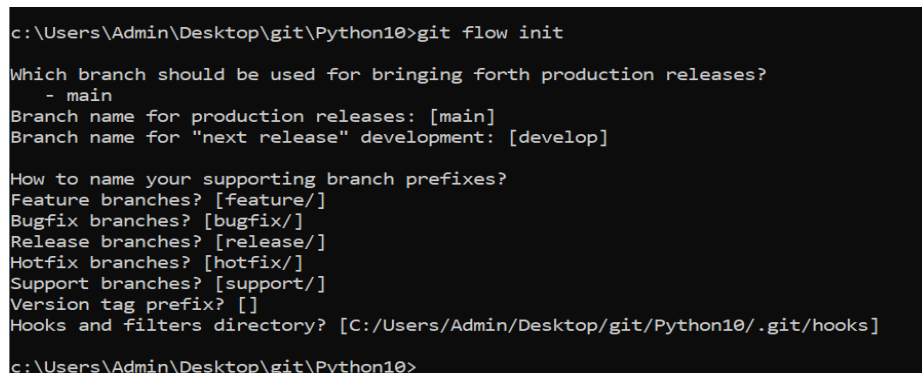 c:\Users\Admin\Desktop\git\Python10>git flow init
Which branch should be used for bringing forth production releases?
- main
Branch name for production releases: [main]
Branch name for "next release" development: [develop]
How to name your supporting branch prefixes?
Feature branches? [feature/]
Bugfix branches? [bugfix/]
Release branches? [release/]
Hotfix branches? [hotfix/]
Support branches? [support/]
Version tag prefix? []
Hooks and filters directory? [C:/Users/Admin/Desktop/git/Python10/.git/hooks]
c:\Users\Admin\Desktop\git\Python10>